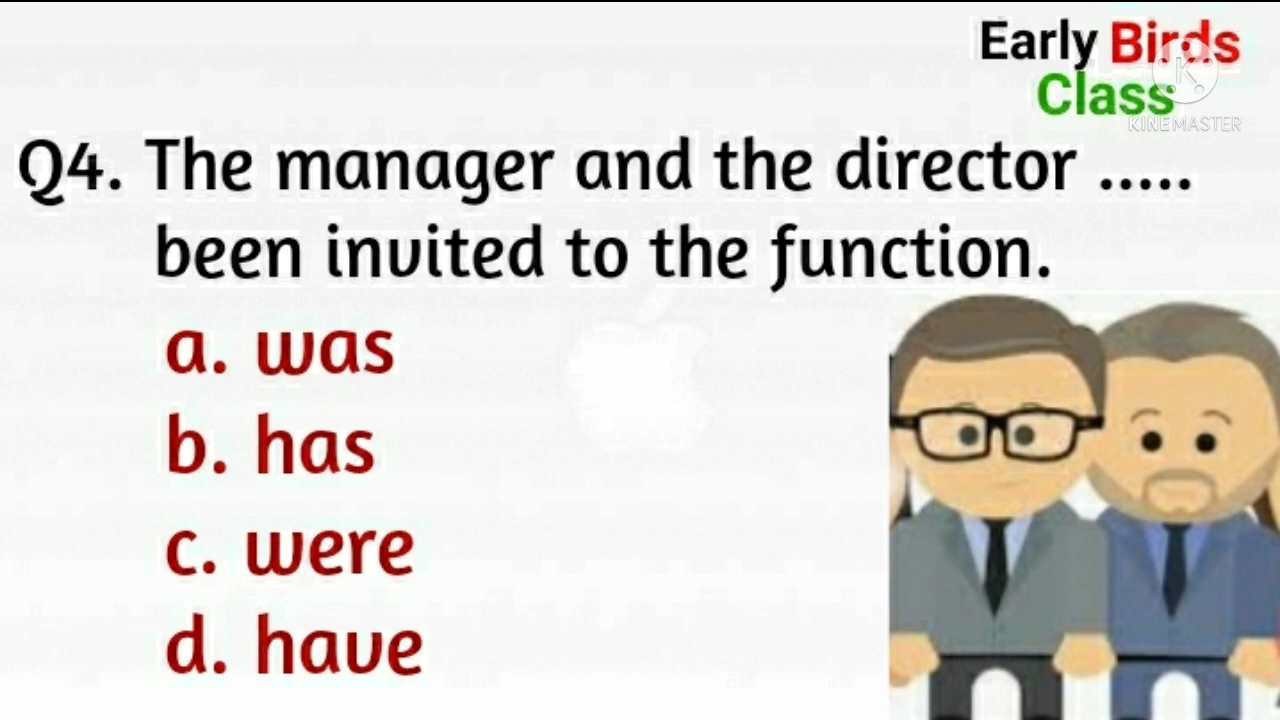 Early Birds
Class
KINEMASTER
Q4. The manager and the director .....
been invited to the function.
a. was
b. has
c. were
d. have